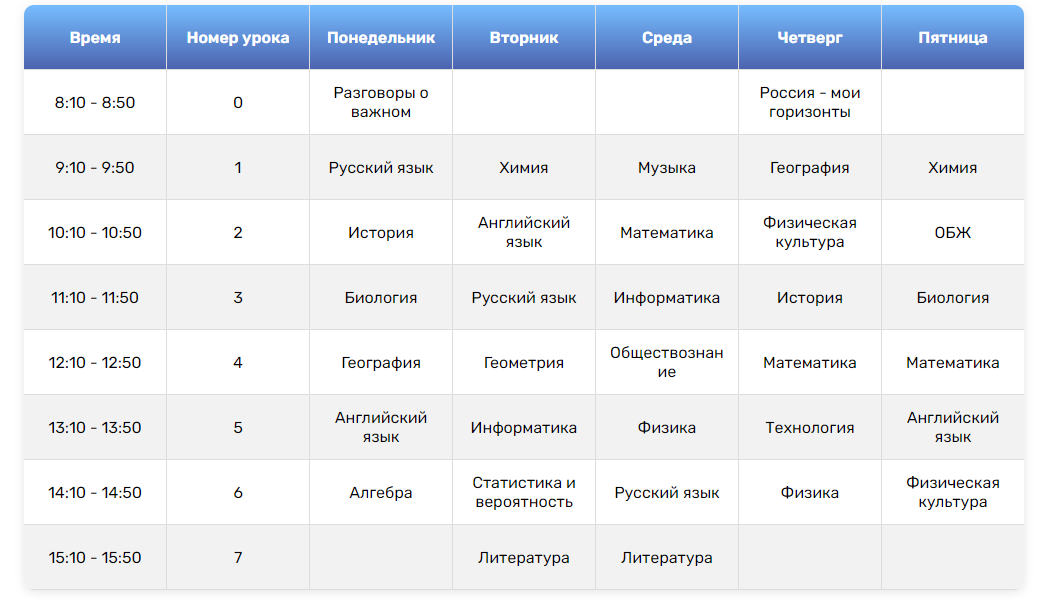 Время Номер урока Понедельник Вторник Среда Четверг Пятница
8:10 - 8:50 0 Разговоры о важном Россия - мои горизонты
9:10 - 9:50 1 Русский язык Химия Музыка География Химия
10:10 - 10:50 2 История Английский язык Математика Физическая культура ОБЖ
11:10 - 11:50 3 Биология Русский язык Информатика История Биология
12:10 - 12:50 4 География Геометрия Обществознан ие Математика Математика
13:10 - 13:50 5 Английский язык Информатика Физика Технология Английский язык
14:10 - 14:50 6 Алгебра Статистика и вероятность Русский язык Физика Физическая культура
15:10 - 15:50 7 Литература Литература